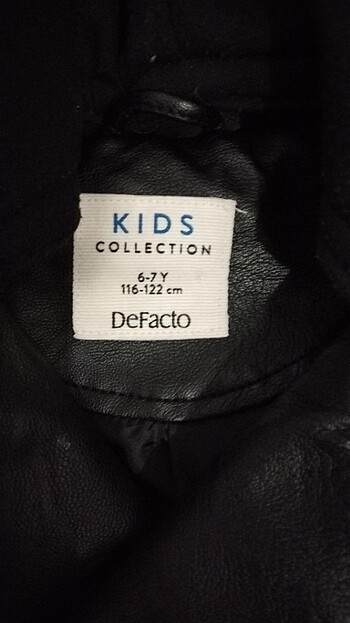 KIDS
COLLECTION
6-7 Y
116-122 cm
DeFacto